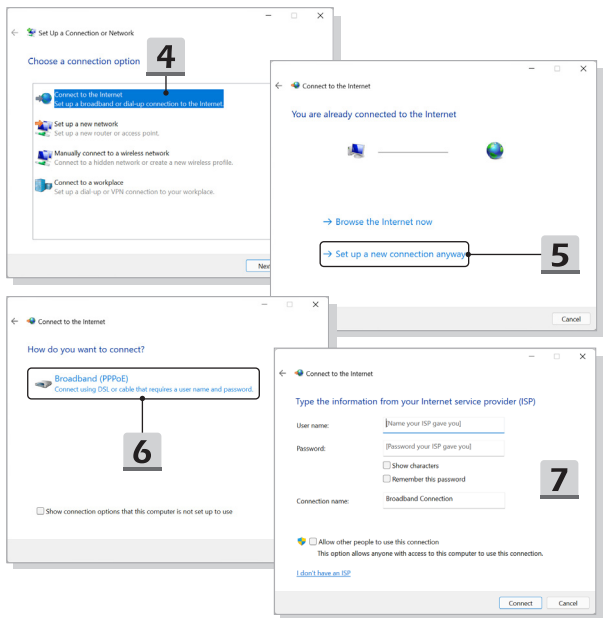 Set Up a Connection or Network
Choose a connection option
4
Connect to the Internet
Set up a broadband or dial-up connection to the Internet.
Set up a new network
Set up a new router or access point.
Manually connect to a wireless network
Connect to a hidden network or create a new wireless profile.
Connect to a workplace
Set up a dial-up or VPN connection to your workplace.
Connect to the Internet
You are already connected to the Internet
→ Browse the Internet now
→ Set up a new connection anyway
5
Cancel
Connect to the Internet
How do you want to connect?
Broadband (PPPoE)
Connect using DSL or cable that requires a user name and password.
6
Show connection options that this computer is not set up to use
Connect to the Internet
Type the information from your Internet service provider (ISP)
User name: [Name your ISP gave you]
Password: [Password your ISP gave you]
Show characters
Remember this password
7
Connection name: Broadband Connection
Allow other people to use this connection
This option allows anyone with access to this computer to use this connection.
I don't have an ISP
Connect Cancel